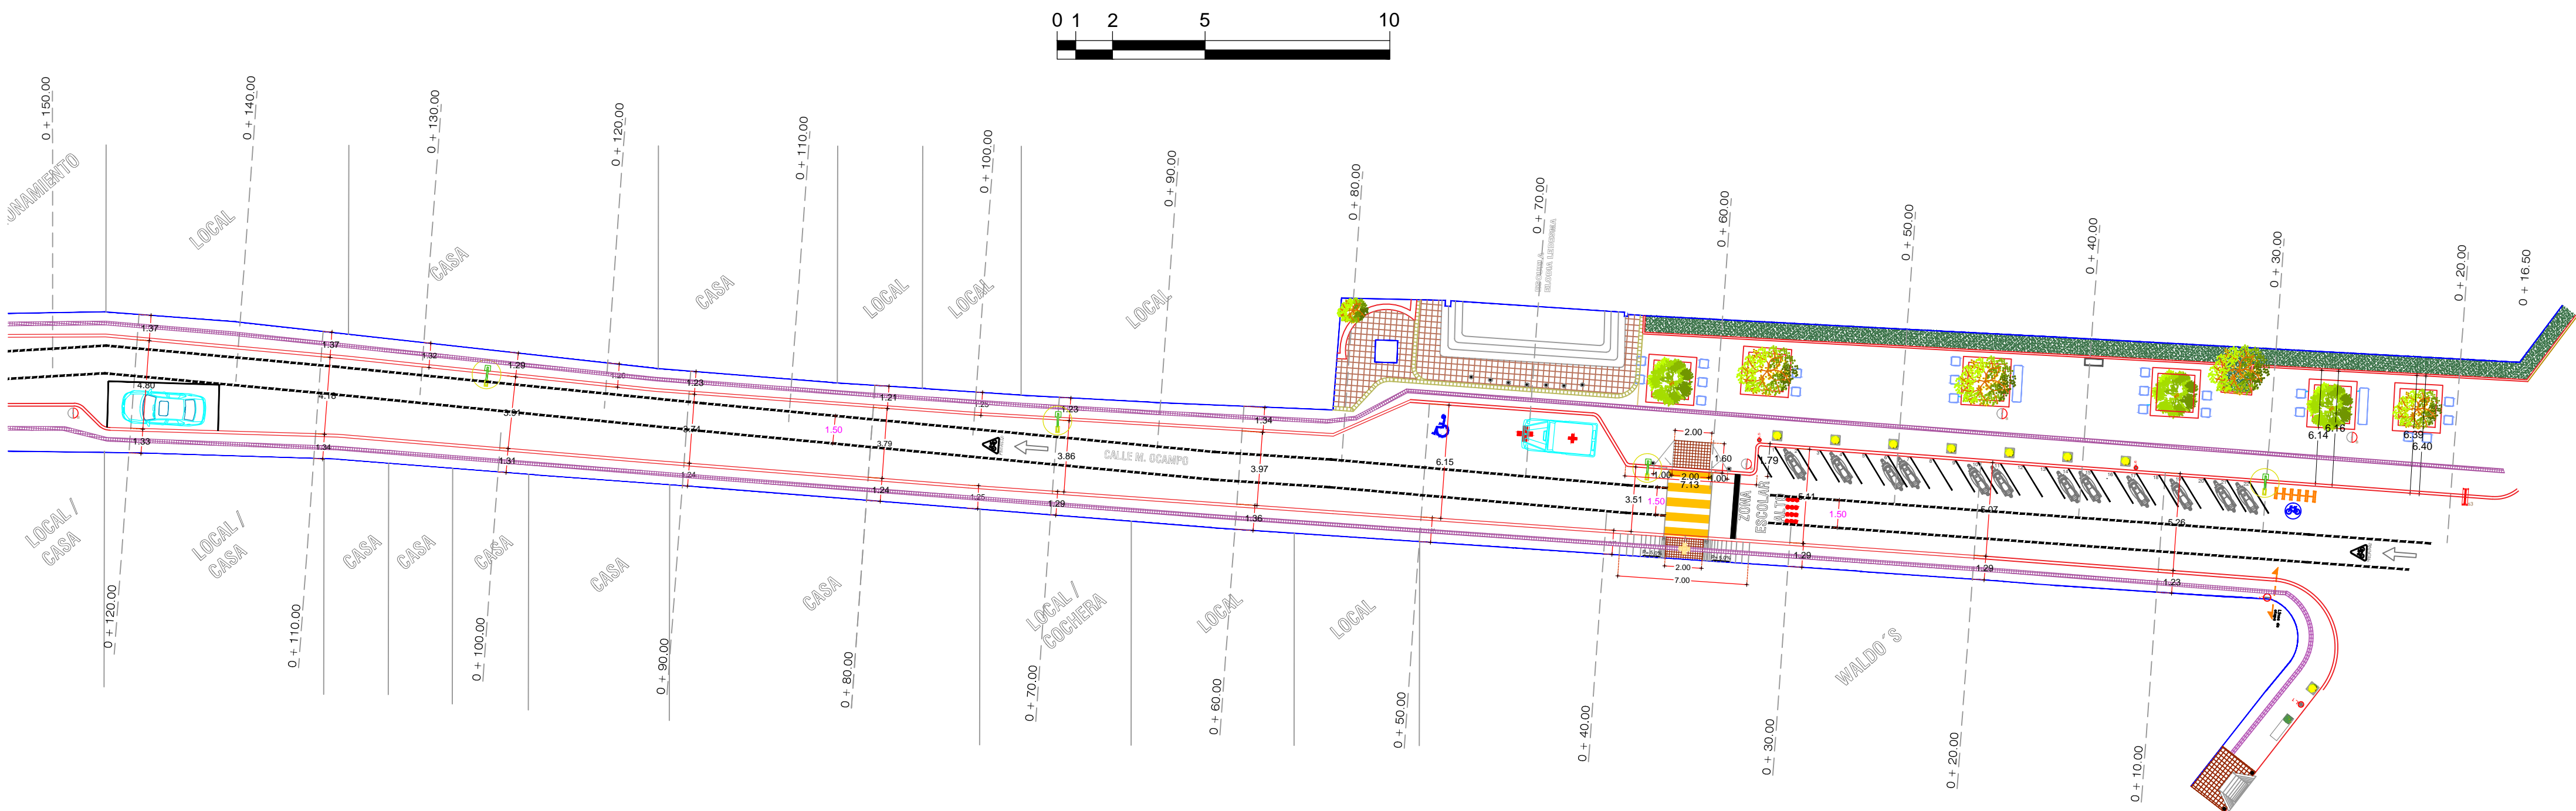 0 1 2 5 10
0 + 150.00
0 + 140.00
0 + 130.00
0 + 120.00
0 + 110.00
0 + 100.00
0 + 90.00
0 + 80.00
0 + 70.00
0 + 60.00
0 + 50.00
0 + 40.00
0 + 30.00
0 + 20.00
0 + 16.50
LOCAL
CASA
CASA
LOCAL
LOCAL
LOCAL
1.37
1.37
1.32
1.29
1.23
1.21
1.25
1.23
1.34
4.80
4.18
3.91
3.74
1.50
3.79
3.86
3.97
6.15
CALLE M. OCAMPO
2.00
1.60
1.00
2.00
1.00
7.13
3.51
1.50
1.79
ZONA
ESCOLAR
ALTO
5.11
1.50
5.07
5.26
6.14
6.16
6.39
6.40
1.33
1.34
1.31
1.24
1.24
1.25
1.29
1.36
2.00
7.00
1.29
1.29
1.23
LOCAL /
CASA
LOCAL /
CASA
CASA
CASA
CASA
CASA
CASA
LOCAL /
COCHERA
LOCAL
LOCAL
WALDO´S
0 + 120.00
0 + 110.00
0 + 100.00
0 + 90.00
0 + 80.00
0 + 70.00
0 + 60.00
0 + 50.00
0 + 40.00
0 + 30.00
0 + 20.00
0 + 10.00